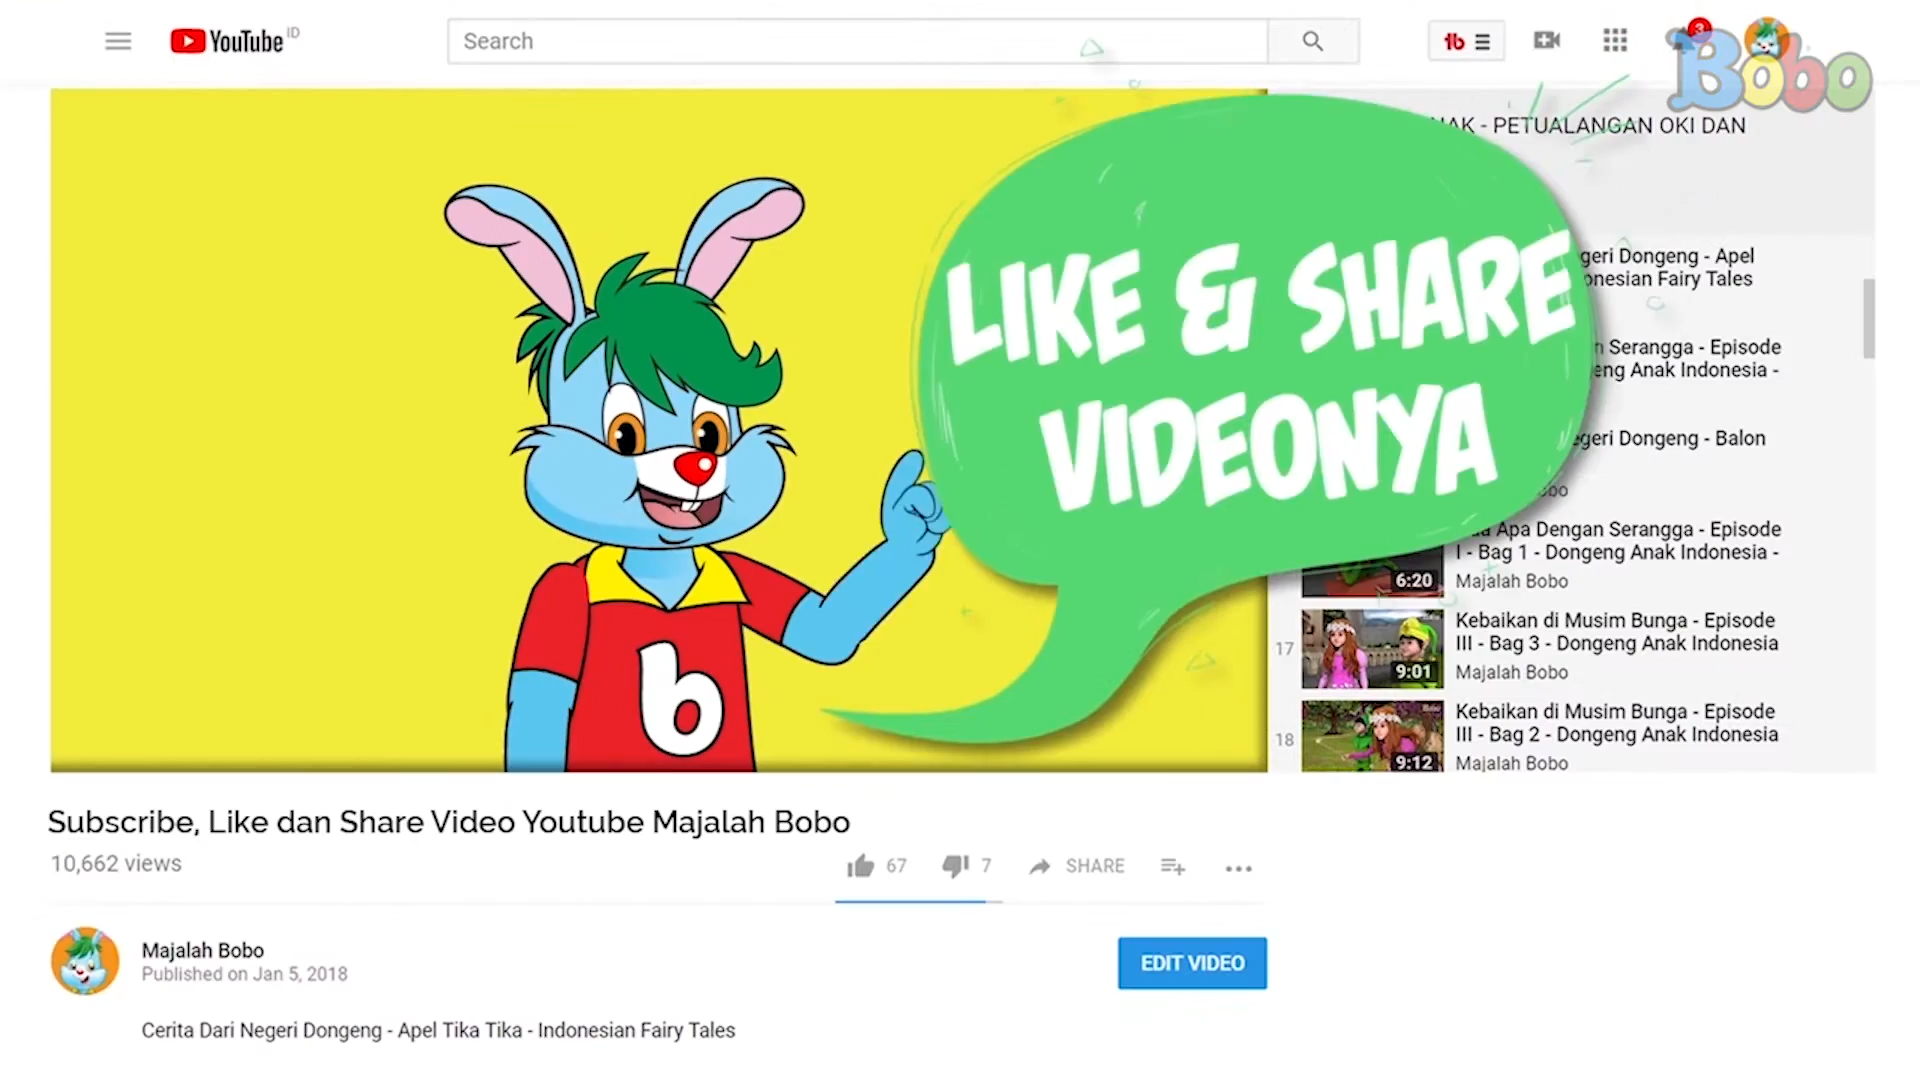 YouTube ID
Search
3
Bobo
NAK - PETUALANGAN OKI DAN
LIKE & SHARE
VIDEONYA
geri Dongeng - Apel
onesian Fairy Tales
n Serangga - Episode
eng Anak Indonesia -
egeri Dongeng - Balon
obo
Apa Dengan Serangga - Episode
I - Bag 1 - Dongeng Anak Indonesia -
6:20
Majalah Bobo
17
Kebaikan di Musim Bunga - Episode
III - Bag 3 - Dongeng Anak Indonesia
9:01
Majalah Bobo
18
Kebaikan di Musim Bunga - Episode
III - Bag 2 - Dongeng Anak Indonesia
9:12
Majalah Bobo
b
Subscribe, Like dan Share Video Youtube Majalah Bobo
10,662 views
67
7
SHARE
Majalah Bobo
Published on Jan 5, 2018
EDIT VIDEO
Cerita Dari Negeri Dongeng - Apel Tika Tika - Indonesian Fairy Tales